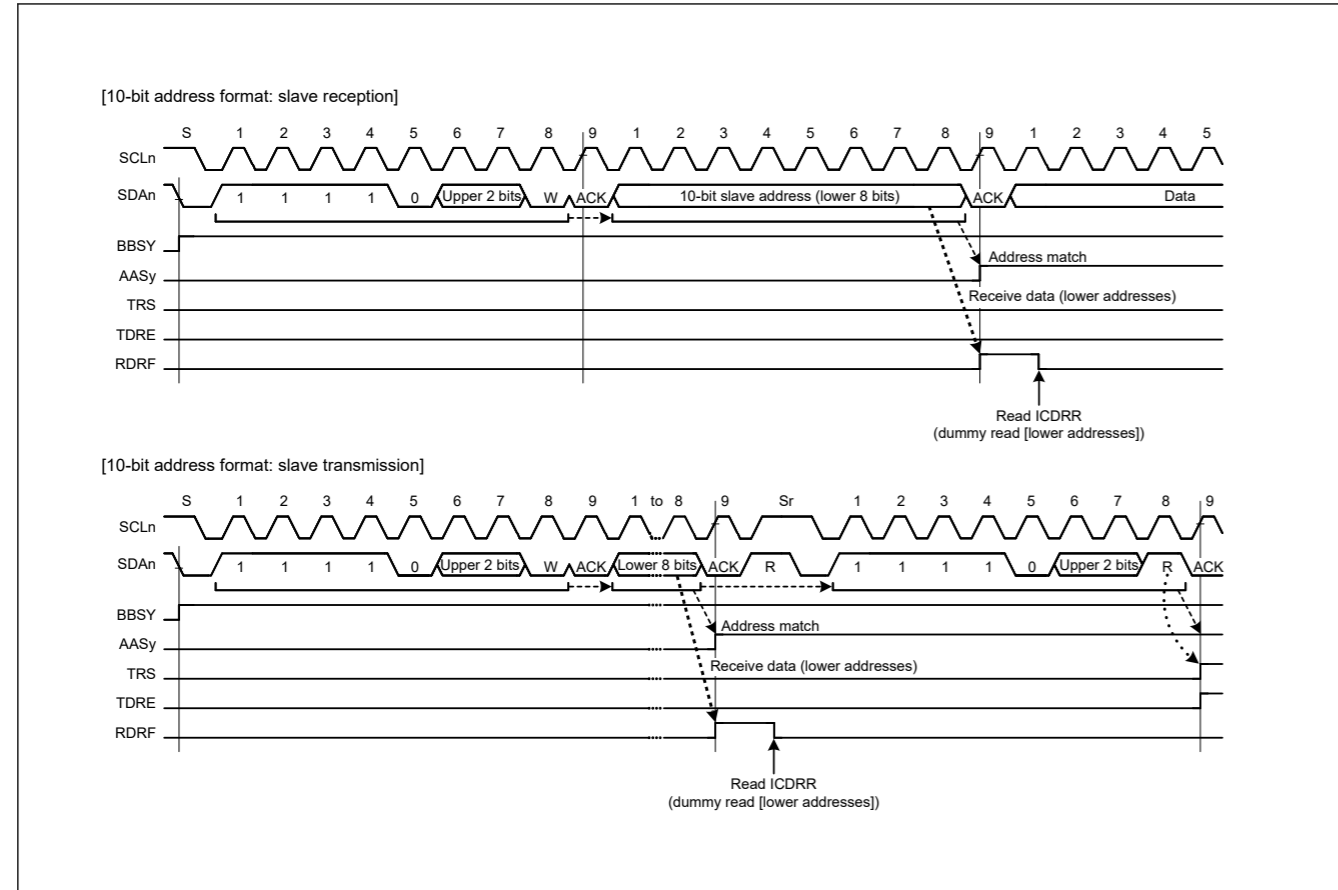 [10-bit address format: slave reception]
S 1 2 3 4 5 6 7 8 9 1 2 3 4 5 6 7 8 9 1 2 3 4 5
SCLn
SDAn 1 1 1 1 0 Upper 2 bits W ACK 10-bit slave address (lower 8 bits) ACK Data
BBSY
Address match
AASy
Receive data (lower addresses)
TRS
TDRE
RDRF
Read ICDRR
(dummy read [lower addresses])
[10-bit address format: slave transmission]
S 1 2 3 4 5 6 7 8 9 1 to 8 9 Sr 1 2 3 4 5 6 7 8 9
SCLn
SDAn 1 1 1 1 0 Upper 2 bits W ACK Lower 8 bits ACK R 1 1 1 1 0 Upper 2 bits R ACK
BBSY
Address match
AASy
Receive data (lower addresses)
TRS
TDRE
RDRF
Read ICDRR
(dummy read [lower addresses])